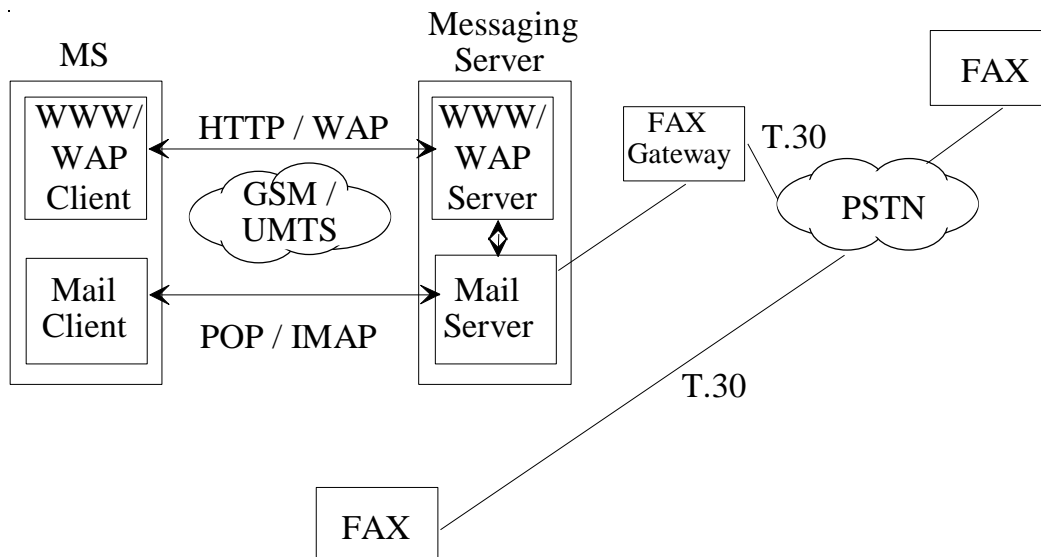 MS
Messaging
Server
FAX
WWW/
WAP
Client
HTTP / WAP
WWW/
WAP
Server
FAX
Gateway
T.30
GSM /
UMTS
PSTN
Mail
Client
POP / IMAP
Mail
Server
T.30
FAX